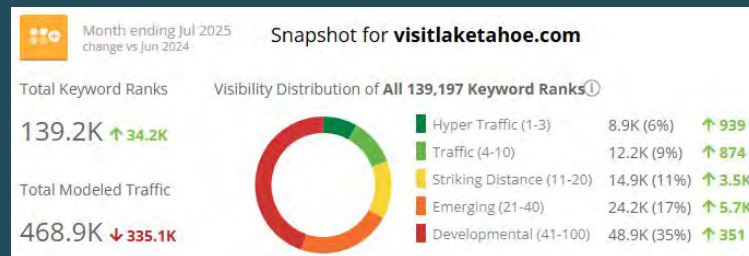 Month ending Jul 2025
change vs Jun 2024
Snapshot for visitlaketahoe.com
Total Keyword Ranks
139.2K ↑ 34.2K
Total Modeled Traffic
468.9K ↓ 335.1K
Visibility Distribution of All 139,197 Keyword Ranks
Hyper Traffic (1-3) 8.9K (6%) ↑ 939
Traffic (4-10) 12.2K (9%) ↑ 874
Striking Distance (11-20) 14.9K (11%) ↑ 3.5K
Emerging (21-40) 24.2K (17%) ↑ 5.7K
Developmental (41-100) 48.9K (35%) ↑ 351